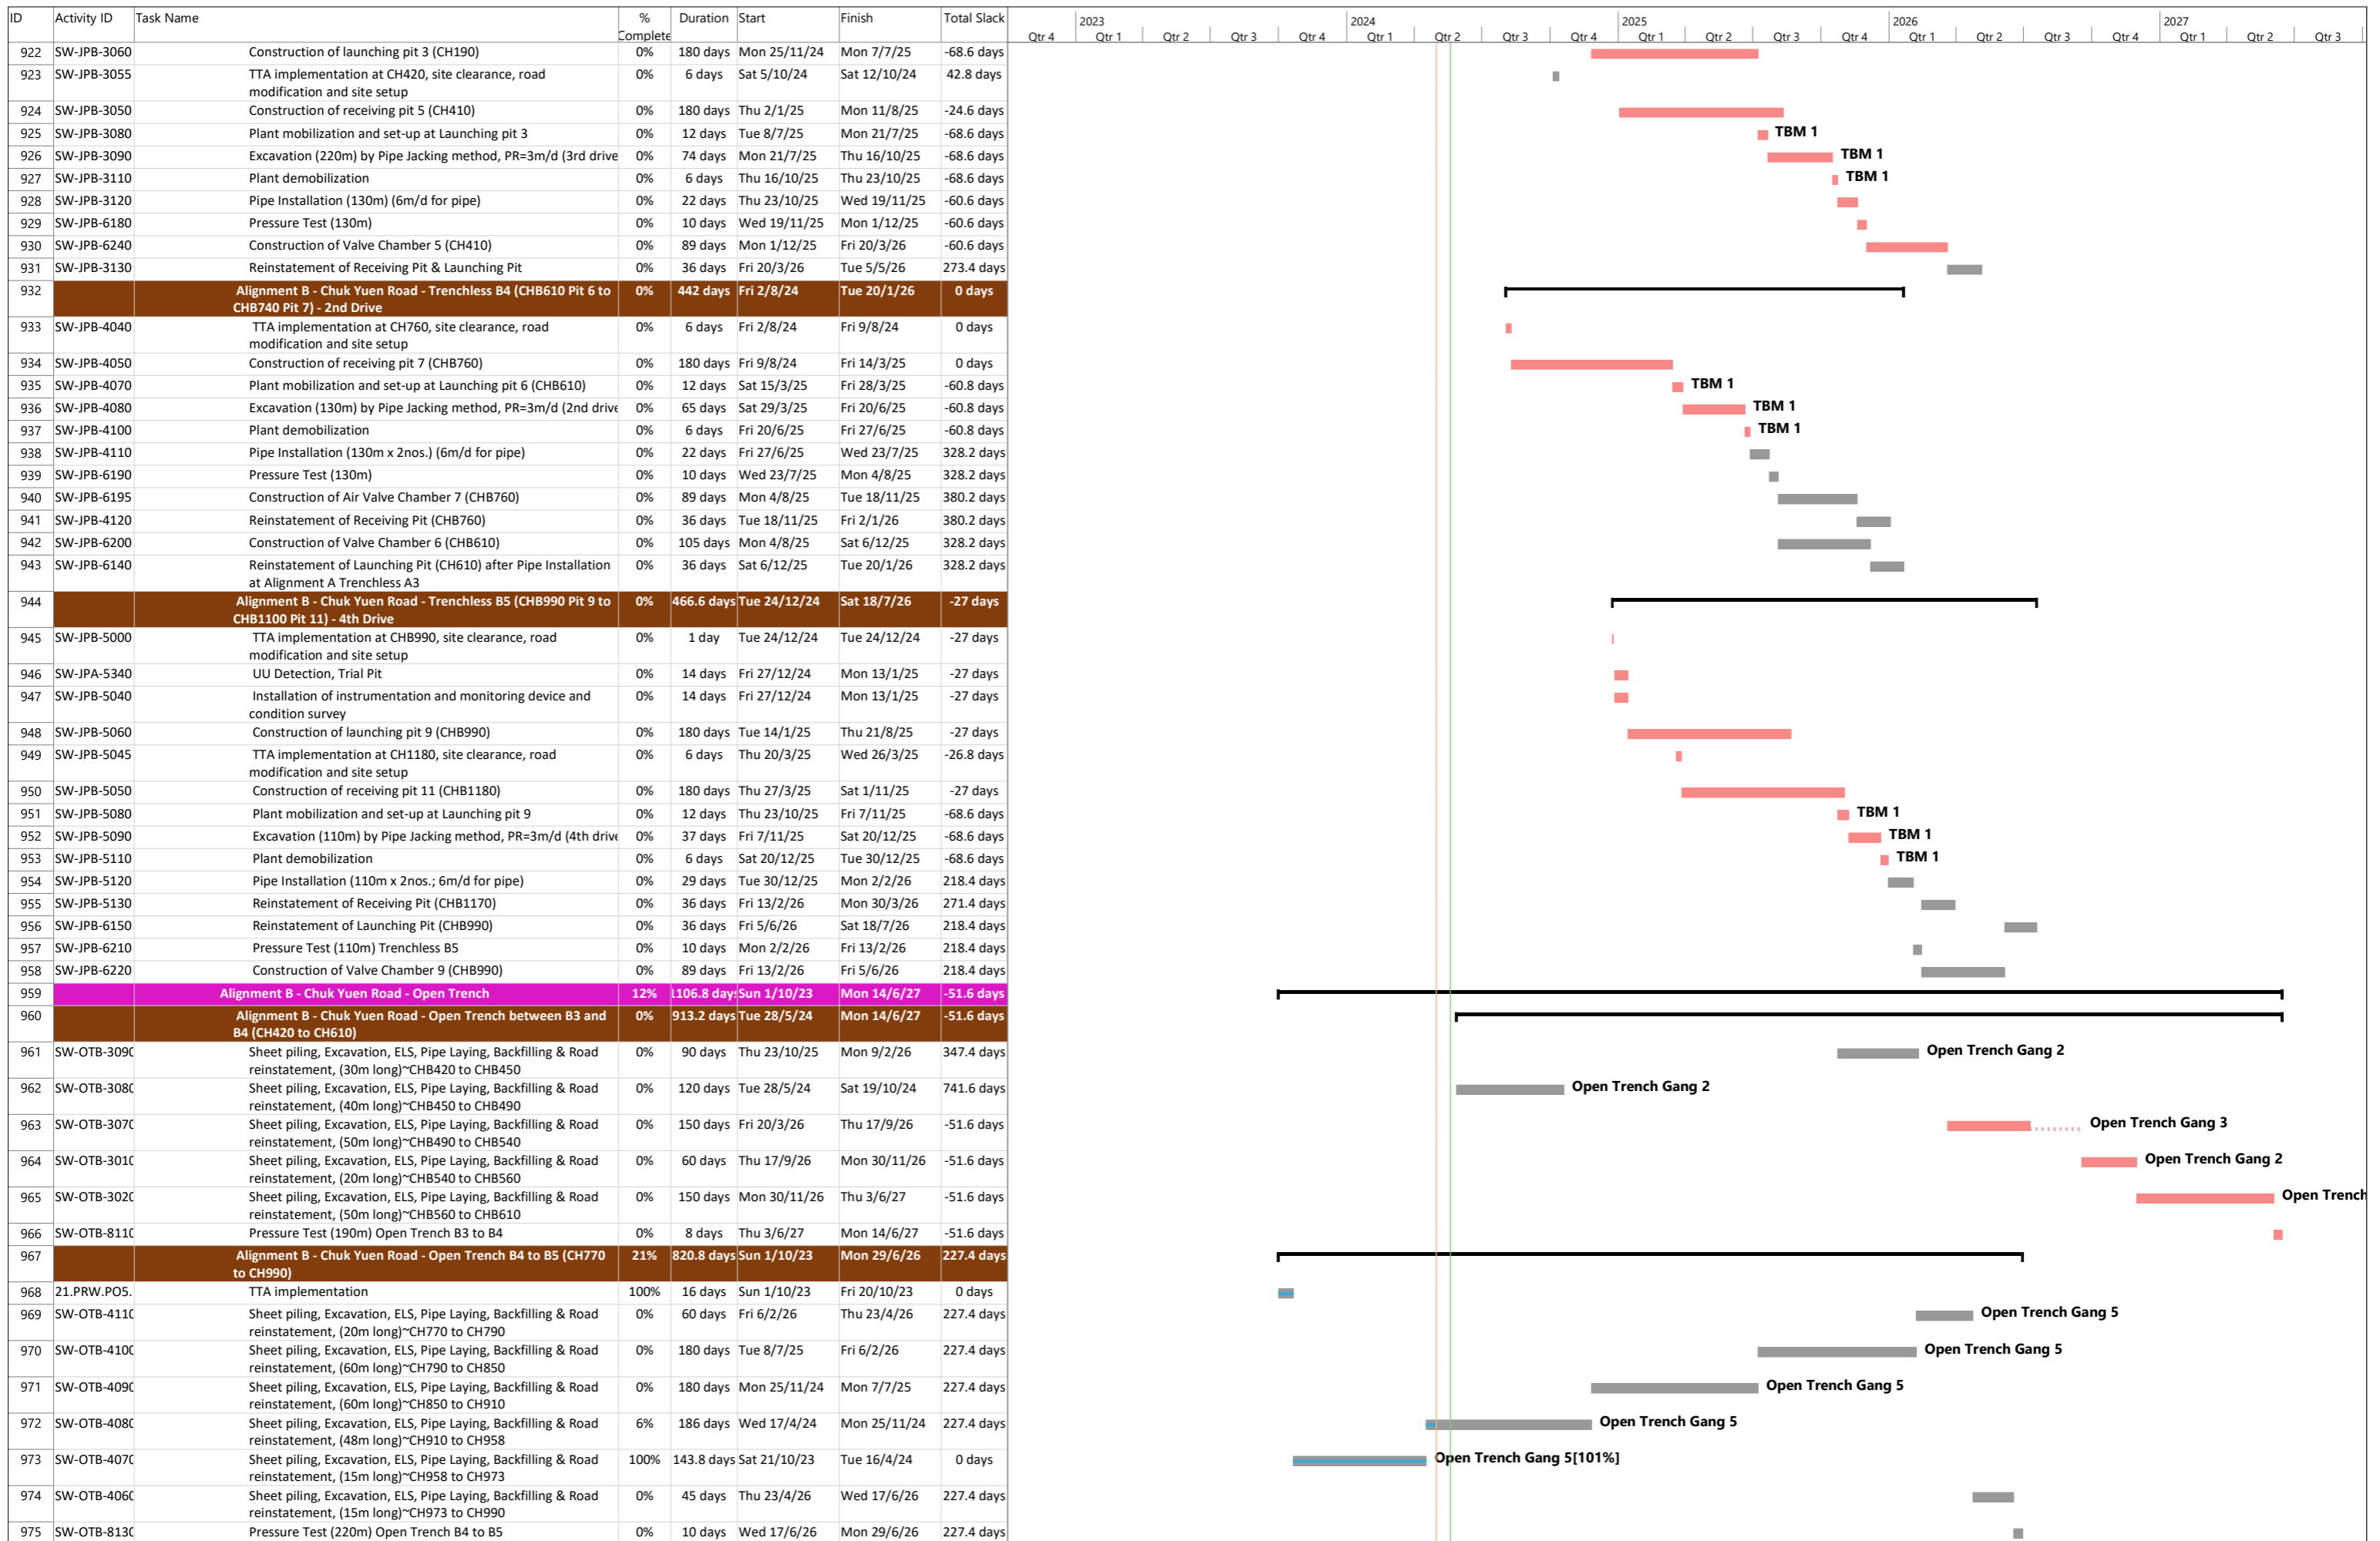 ID Activity ID Task Name % Complete Duration Start Finish Total Slack 2023 2024 2025 2026 2027
Qtr 4 Qtr 1 Qtr 2 Qtr 3 Qtr 4 Qtr 1 Qtr 2 Qtr 3 Qtr 4 Qtr 1 Qtr 2 Qtr 3 Qtr 4 Qtr 1 Qtr 2 Qtr 3 Qtr 4 Qtr 1 Qtr 2 Qtr 3
922 SW-JPB-3060 Construction of launching pit 3 (CH190) 0% 180 days Mon 25/11/24 Mon 7/7/25 -68.6 days
923 SW-JPB-3055 TTA implementation at CH420, site clearance, road 0% 6 days Sat 5/10/24 Sat 12/10/24 42.8 days
modification and site setup
924 SW-JPB-3050 Construction of receiving pit 5 (CH410) 0% 180 days Thu 2/1/25 Mon 11/8/25 -24.6 days
925 SW-JPB-3080 Plant mobilization and set-up at Launching pit 3 0% 12 days Tue 8/7/25 Mon 21/7/25 -68.6 days TBM 1
926 SW-JPB-3090 Excavation (220m) by Pipe Jacking method, PR=3m/d (3rd drive 0% 74 days Mon 21/7/25 Thu 16/10/25 -68.6 days TBM 1
927 SW-JPB-3110 Plant demobilization 0% 6 days Thu 16/10/25 Thu 23/10/25 -68.6 days TBM 1
928 SW-JPB-3120 Pipe Installation (130m) (6m/d for pipe) 0% 22 days Thu 23/10/25 Wed 19/11/25 -60.6 days
929 SW-JPB-6180 Pressure Test (130m) 0% 10 days Wed 19/11/25 Mon 1/12/25 -60.6 days
930 SW-JPB-6240 Construction of Valve Chamber 5 (CH410) 0% 89 days Mon 1/12/25 Fri 20/3/26 -60.6 days
931 SW-JPB-3130 Reinstatement of Receiving Pit & Launching Pit 0% 36 days Fri 20/3/26 Tue 5/5/26 273.4 days
932 Alignment B - Chuk Yuen Road - Trenchless B4 (CHB610 Pit 6 to 0% 442 days Fri 2/8/24 Tue 20/1/26 0 days
CHB740 Pit 7) - 2nd Drive
933 SW-JPB-4040 TTA implementation at CH760, site clearance, road 0% 6 days Fri 2/8/24 Fri 9/8/24 0 days
modification and site setup
934 SW-JPB-4050 Construction of receiving pit 7 (CHB760) 0% 180 days Fri 9/8/24 Fri 14/3/25 0 days
935 SW-JPB-4070 Plant mobilization and set-up at Launching pit 6 (CHB610) 0% 12 days Sat 15/3/25 Fri 28/3/25 -60.8 days TBM 1
936 SW-JPB-4080 Excavation (130m) by Pipe Jacking method, PR=3m/d (2nd drive 0% 65 days Sat 29/3/25 Fri 20/6/25 -60.8 days TBM 1
937 SW-JPB-4100 Plant demobilization 0% 6 days Fri 20/6/25 Fri 27/6/25 -60.8 days TBM 1
938 SW-JPB-4110 Pipe Installation (130m x 2nos.) (6m/d for pipe) 0% 22 days Fri 27/6/25 Wed 23/7/25 328.2 days
939 SW-JPB-6190 Pressure Test (130m) 0% 10 days Wed 23/7/25 Mon 4/8/25 328.2 days
940 SW-JPB-6195 Construction of Air Valve Chamber 7 (CHB760) 0% 89 days Mon 4/8/25 Tue 18/11/25 380.2 days
941 SW-JPB-4120 Reinstatement of Receiving Pit (CHB760) 0% 36 days Tue 18/11/25 Fri 2/1/26 380.2 days
942 SW-JPB-6200 Construction of Valve Chamber 6 (CHB610) 0% 105 days Mon 4/8/25 Sat 6/12/25 328.2 days
943 SW-JPB-6140 Reinstatement of Launching Pit (CH610) after Pipe Installation 0% 36 days Sat 6/12/25 Tue 20/1/26 328.2 days
at Alignment A Trenchless A3
944 Alignment B - Chuk Yuen Road - Trenchless B5 (CHB990 Pit 9 to 0% 466.6 days Tue 24/12/24 Sat 18/7/26 -27 days
CHB1100 Pit 11) - 4th Drive
945 SW-JPB-5000 TTA implementation at CHB990, site clearance, road 0% 1 day Tue 24/12/24 Tue 24/12/24 -27 days
modification and site setup
946 SW-JPA-5340 UU Detection, Trial Pit 0% 14 days Fri 27/12/24 Mon 13/1/25 -27 days
947 SW-JPB-5040 Installation of instrumentation and monitoring device and 0% 14 days Fri 27/12/24 Mon 13/1/25 -27 days
condition survey
948 SW-JPB-5060 Construction of launching pit 9 (CHB990) 0% 180 days Tue 14/1/25 Thu 21/8/25 -27 days
949 SW-JPB-5045 TTA implementation at CH1180, site clearance, road 0% 6 days Thu 20/3/25 Wed 26/3/25 -26.8 days
modification and site setup
950 SW-JPB-5050 Construction of receiving pit 11 (CHB1180) 0% 180 days Thu 27/3/25 Sat 1/11/25 -27 days
951 SW-JPB-5080 Plant mobilization and set-up at Launching pit 9 0% 12 days Thu 23/10/25 Fri 7/11/25 -68.6 days TBM 1
952 SW-JPB-5090 Excavation (110m) by Pipe Jacking method, PR=3m/d (4th drive 0% 37 days Fri 7/11/25 Sat 20/12/25 -68.6 days TBM 1
953 SW-JPB-5110 Plant demobilization 0% 6 days Sat 20/12/25 Tue 30/12/25 -68.6 days TBM 1
954 SW-JPB-5120 Pipe Installation (110m x 2nos.; 6m/d for pipe) 0% 29 days Tue 30/12/25 Mon 2/2/26 218.4 days
955 SW-JPB-5130 Reinstatement of Receiving Pit (CHB1170) 0% 36 days Fri 13/2/26 Mon 30/3/26 271.4 days
956 SW-JPB-6150 Reinstatement of Launching Pit (CHB990) 0% 36 days Fri 5/6/26 Sat 18/7/26 218.4 days
957 SW-JPB-6210 Pressure Test (110m) Trenchless B5 0% 10 days Mon 2/2/26 Fri 13/2/26 218.4 days
958 SW-JPB-6220 Construction of Valve Chamber 9 (CHB990) 0% 89 days Fri 13/2/26 Fri 5/6/26 218.4 days
959 Alignment B - Chuk Yuen Road - Open Trench 12% 1106.8 days Sun 1/10/23 Mon 14/6/27 -51.6 days
960 Alignment B - Chuk Yuen Road - Open Trench between B3 and 0% 913.2 days Tue 28/5/24 Mon 14/6/27 -51.6 days
B4 (CH420 to CH610)
961 SW-OTB-3090 Sheet piling, Excavation, ELS, Pipe Laying, Backfilling & Road 0% 90 days Thu 23/10/25 Mon 9/2/26 347.4 days Open Trench Gang 2
reinstatement, (30m long)~CHB420 to CHB450
962 SW-OTB-3080 Sheet piling, Excavation, ELS, Pipe Laying, Backfilling & Road 0% 120 days Tue 28/5/24 Sat 19/10/24 741.6 days Open Trench Gang 2
reinstatement, (40m long)~CHB450 to CHB490
963 SW-OTB-3070 Sheet piling, Excavation, ELS, Pipe Laying, Backfilling & Road 0% 150 days Fri 20/3/26 Thu 17/9/26 -51.6 days Open Trench Gang 3
reinstatement, (50m long)~CHB490 to CHB540
964 SW-OTB-3010 Sheet piling, Excavation, ELS, Pipe Laying, Backfilling & Road 0% 60 days Thu 17/9/26 Mon 30/11/26 -51.6 days Open Trench Gang 2
reinstatement, (20m long)~CHB540 to CHB560
965 SW-OTB-3020 Sheet piling, Excavation, ELS, Pipe Laying, Backfilling & Road 0% 150 days Mon 30/11/26 Thu 3/6/27 -51.6 days Open Trench
reinstatement, (50m long)~CHB560 to CHB610
966 SW-OTB-8110 Pressure Test (190m) Open Trench B3 to B4 0% 8 days Thu 3/6/27 Mon 14/6/27 -51.6 days
967 Alignment B - Chuk Yuen Road - Open Trench B4 to B5 (CH770 21% 820.8 days Sun 1/10/23 Mon 29/6/26 227.4 days
to CH990)
968 21.PRW.PO5. TTA implementation 100% 16 days Sun 1/10/23 Fri 20/10/23 0 days
969 SW-OTB-4110 Sheet piling, Excavation, ELS, Pipe Laying, Backfilling & Road 0% 60 days Fri 6/2/26 Thu 23/4/26 227.4 days Open Trench Gang 5
reinstatement, (20m long)~CH770 to CH790
970 SW-OTB-4100 Sheet piling, Excavation, ELS, Pipe Laying, Backfilling & Road 0% 180 days Tue 8/7/25 Fri 6/2/26 227.4 days Open Trench Gang 5
reinstatement, (60m long)~CH790 to CH850
971 SW-OTB-4090 Sheet piling, Excavation, ELS, Pipe Laying, Backfilling & Road 0% 180 days Mon 25/11/24 Mon 7/7/25 227.4 days Open Trench Gang 5
reinstatement, (60m long)~CH850 to CH910
972 SW-OTB-4080 Sheet piling, Excavation, ELS, Pipe Laying, Backfilling & Road 6% 186 days Wed 17/4/24 Mon 25/11/24 227.4 days Open Trench Gang 5
reinstatement, (48m long)~CH910 to CH958
973 SW-OTB-4070 Sheet piling, Excavation, ELS, Pipe Laying, Backfilling & Road 100% 143.8 days Sat 21/10/23 Tue 16/4/24 0 days Open Trench Gang 5[101%]
reinstatement, (15m long)~CH958 to CH973
974 SW-OTB-4060 Sheet piling, Excavation, ELS, Pipe Laying, Backfilling & Road 0% 45 days Thu 23/4/26 Wed 17/6/26 227.4 days
reinstatement, (15m long)~CH973 to CH990
975 SW-OTB-8130 Pressure Test (220m) Open Trench B4 to B5 0% 10 days Wed 17/6/26 Mon 29/6/26 227.4 days